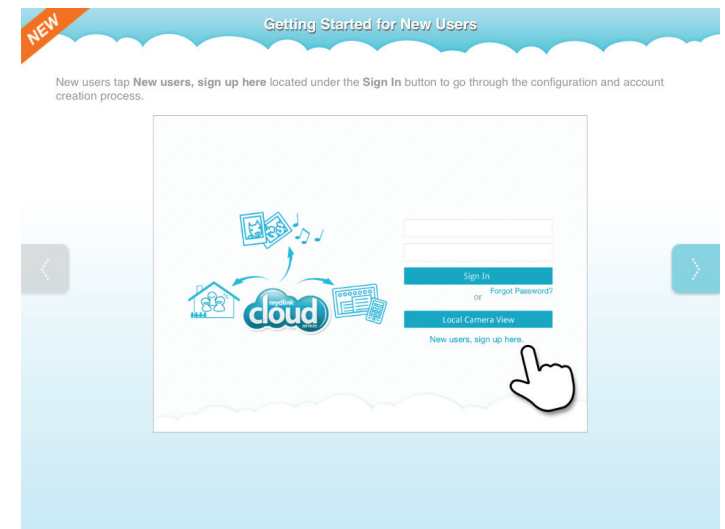 NEW
Getting Started for New Users
New users tap New users, sign up here located under the Sign In button to go through the configuration and account
creation process.
mydlink
cloud
services
Sign In
Forgot Password?
or
Local Camera View
New users, sign up here.